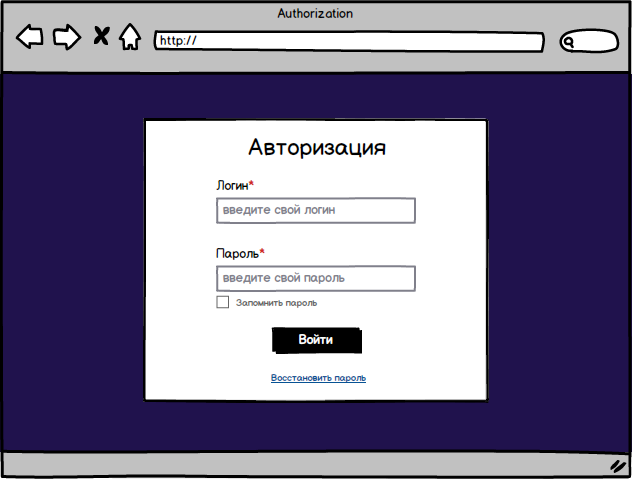 Authorization
http://
Авторизация
Логин*
введите свой логин
Пароль*
введите свой пароль
Запомнить пароль
Войти
Восстановить пароль